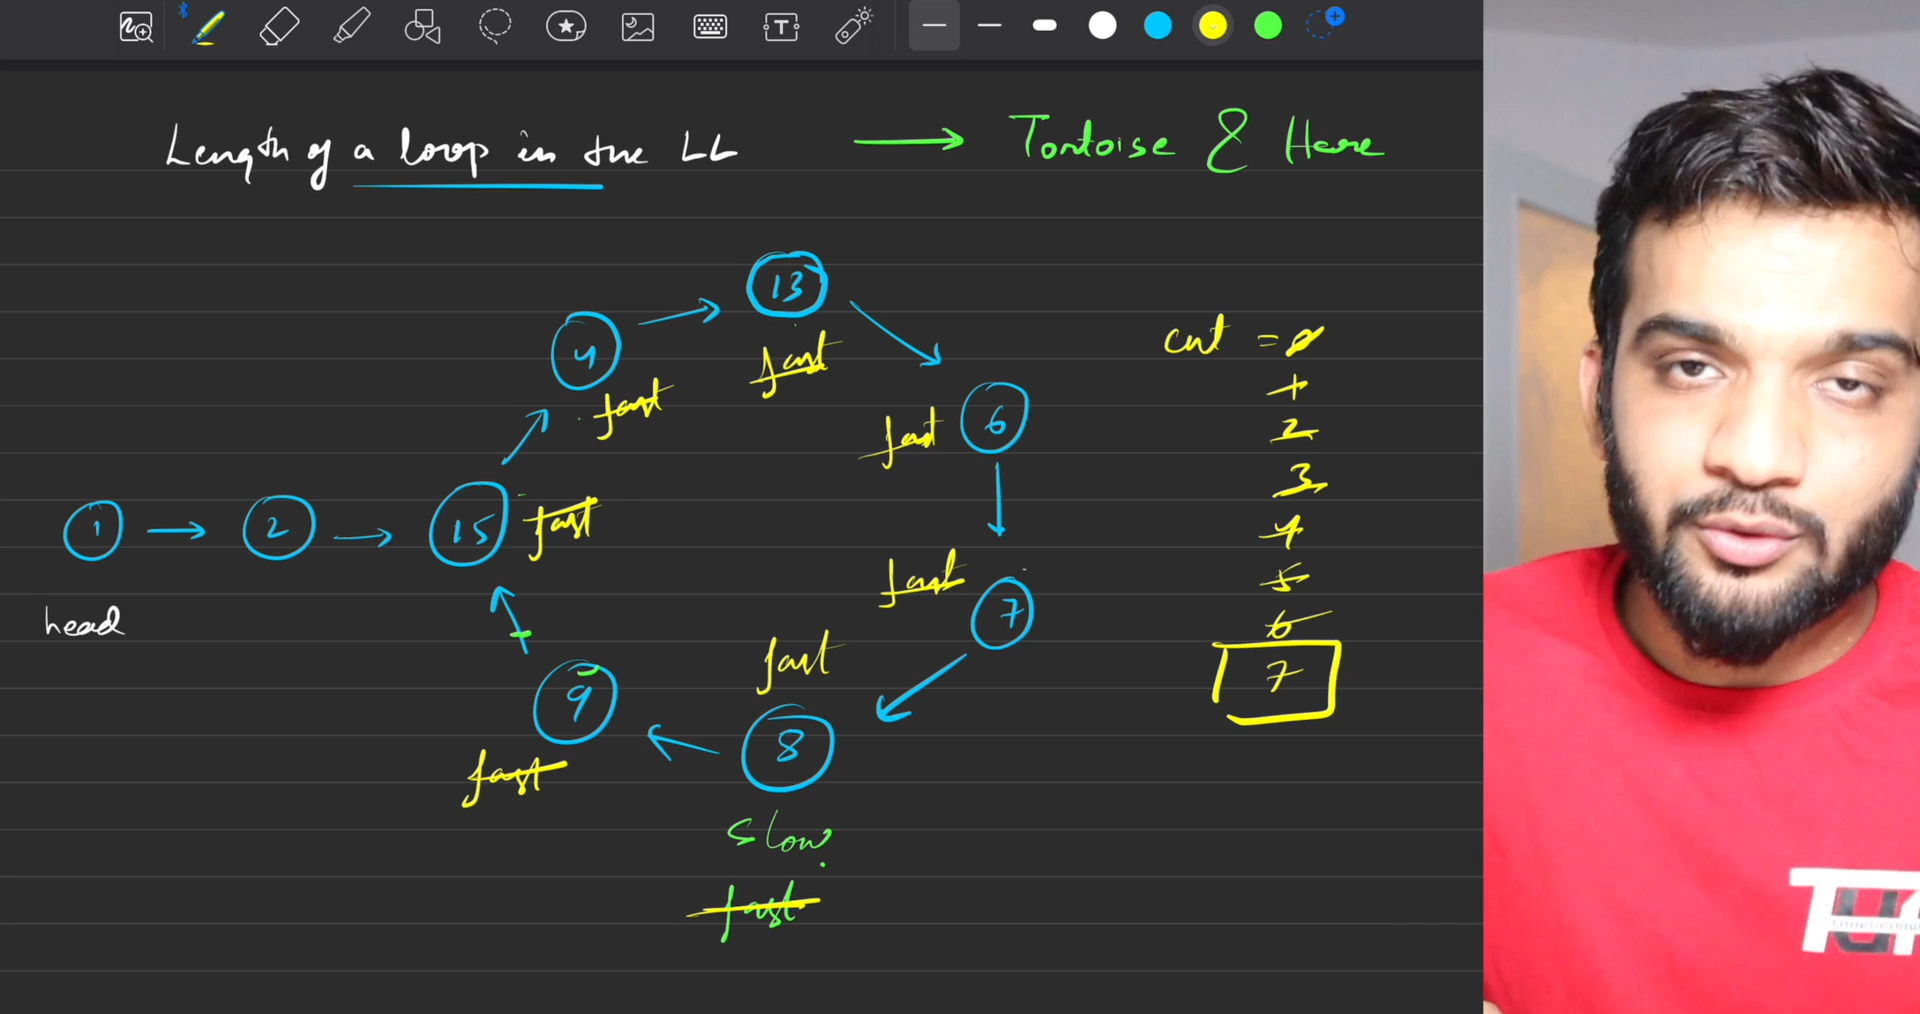 Length of a loop in the LL → Tortoise & Hare
13
4
cnt = 0
fast
1
fast
fast 6
2
3
1 → 2 → 15 fast
4
fast
5
7
head
6
fast
7
9
8
fast
slow
fast
TUF